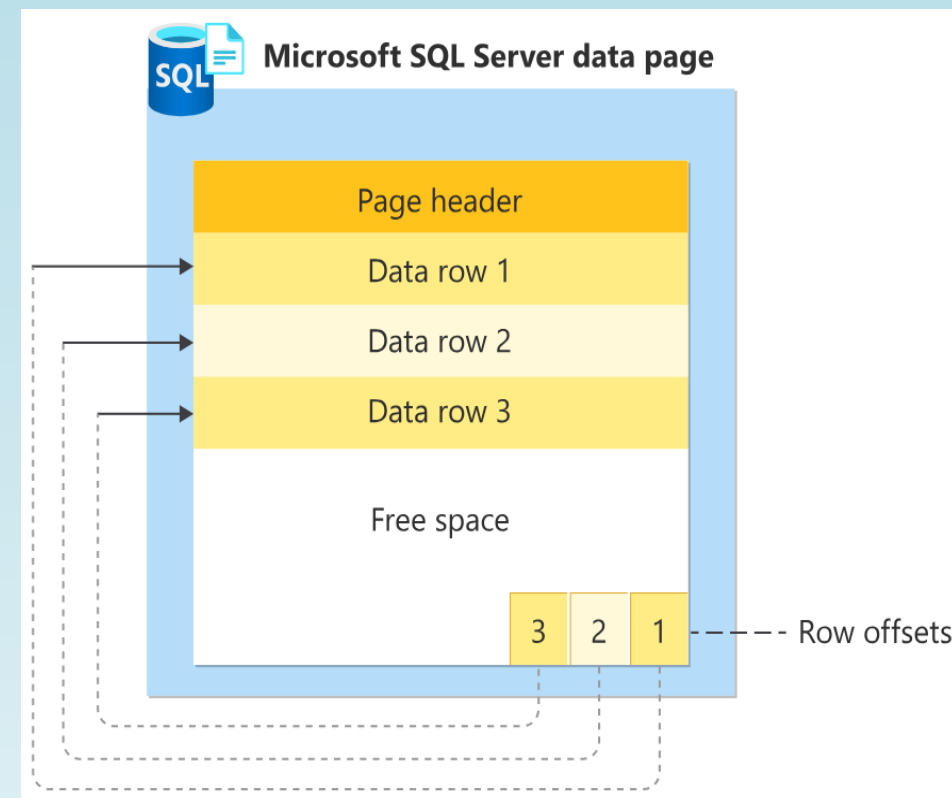 SQL
Microsoft SQL Server data page
Page header
Data row 1
Data row 2
Data row 3
Free space
3 2 1
Row offsets